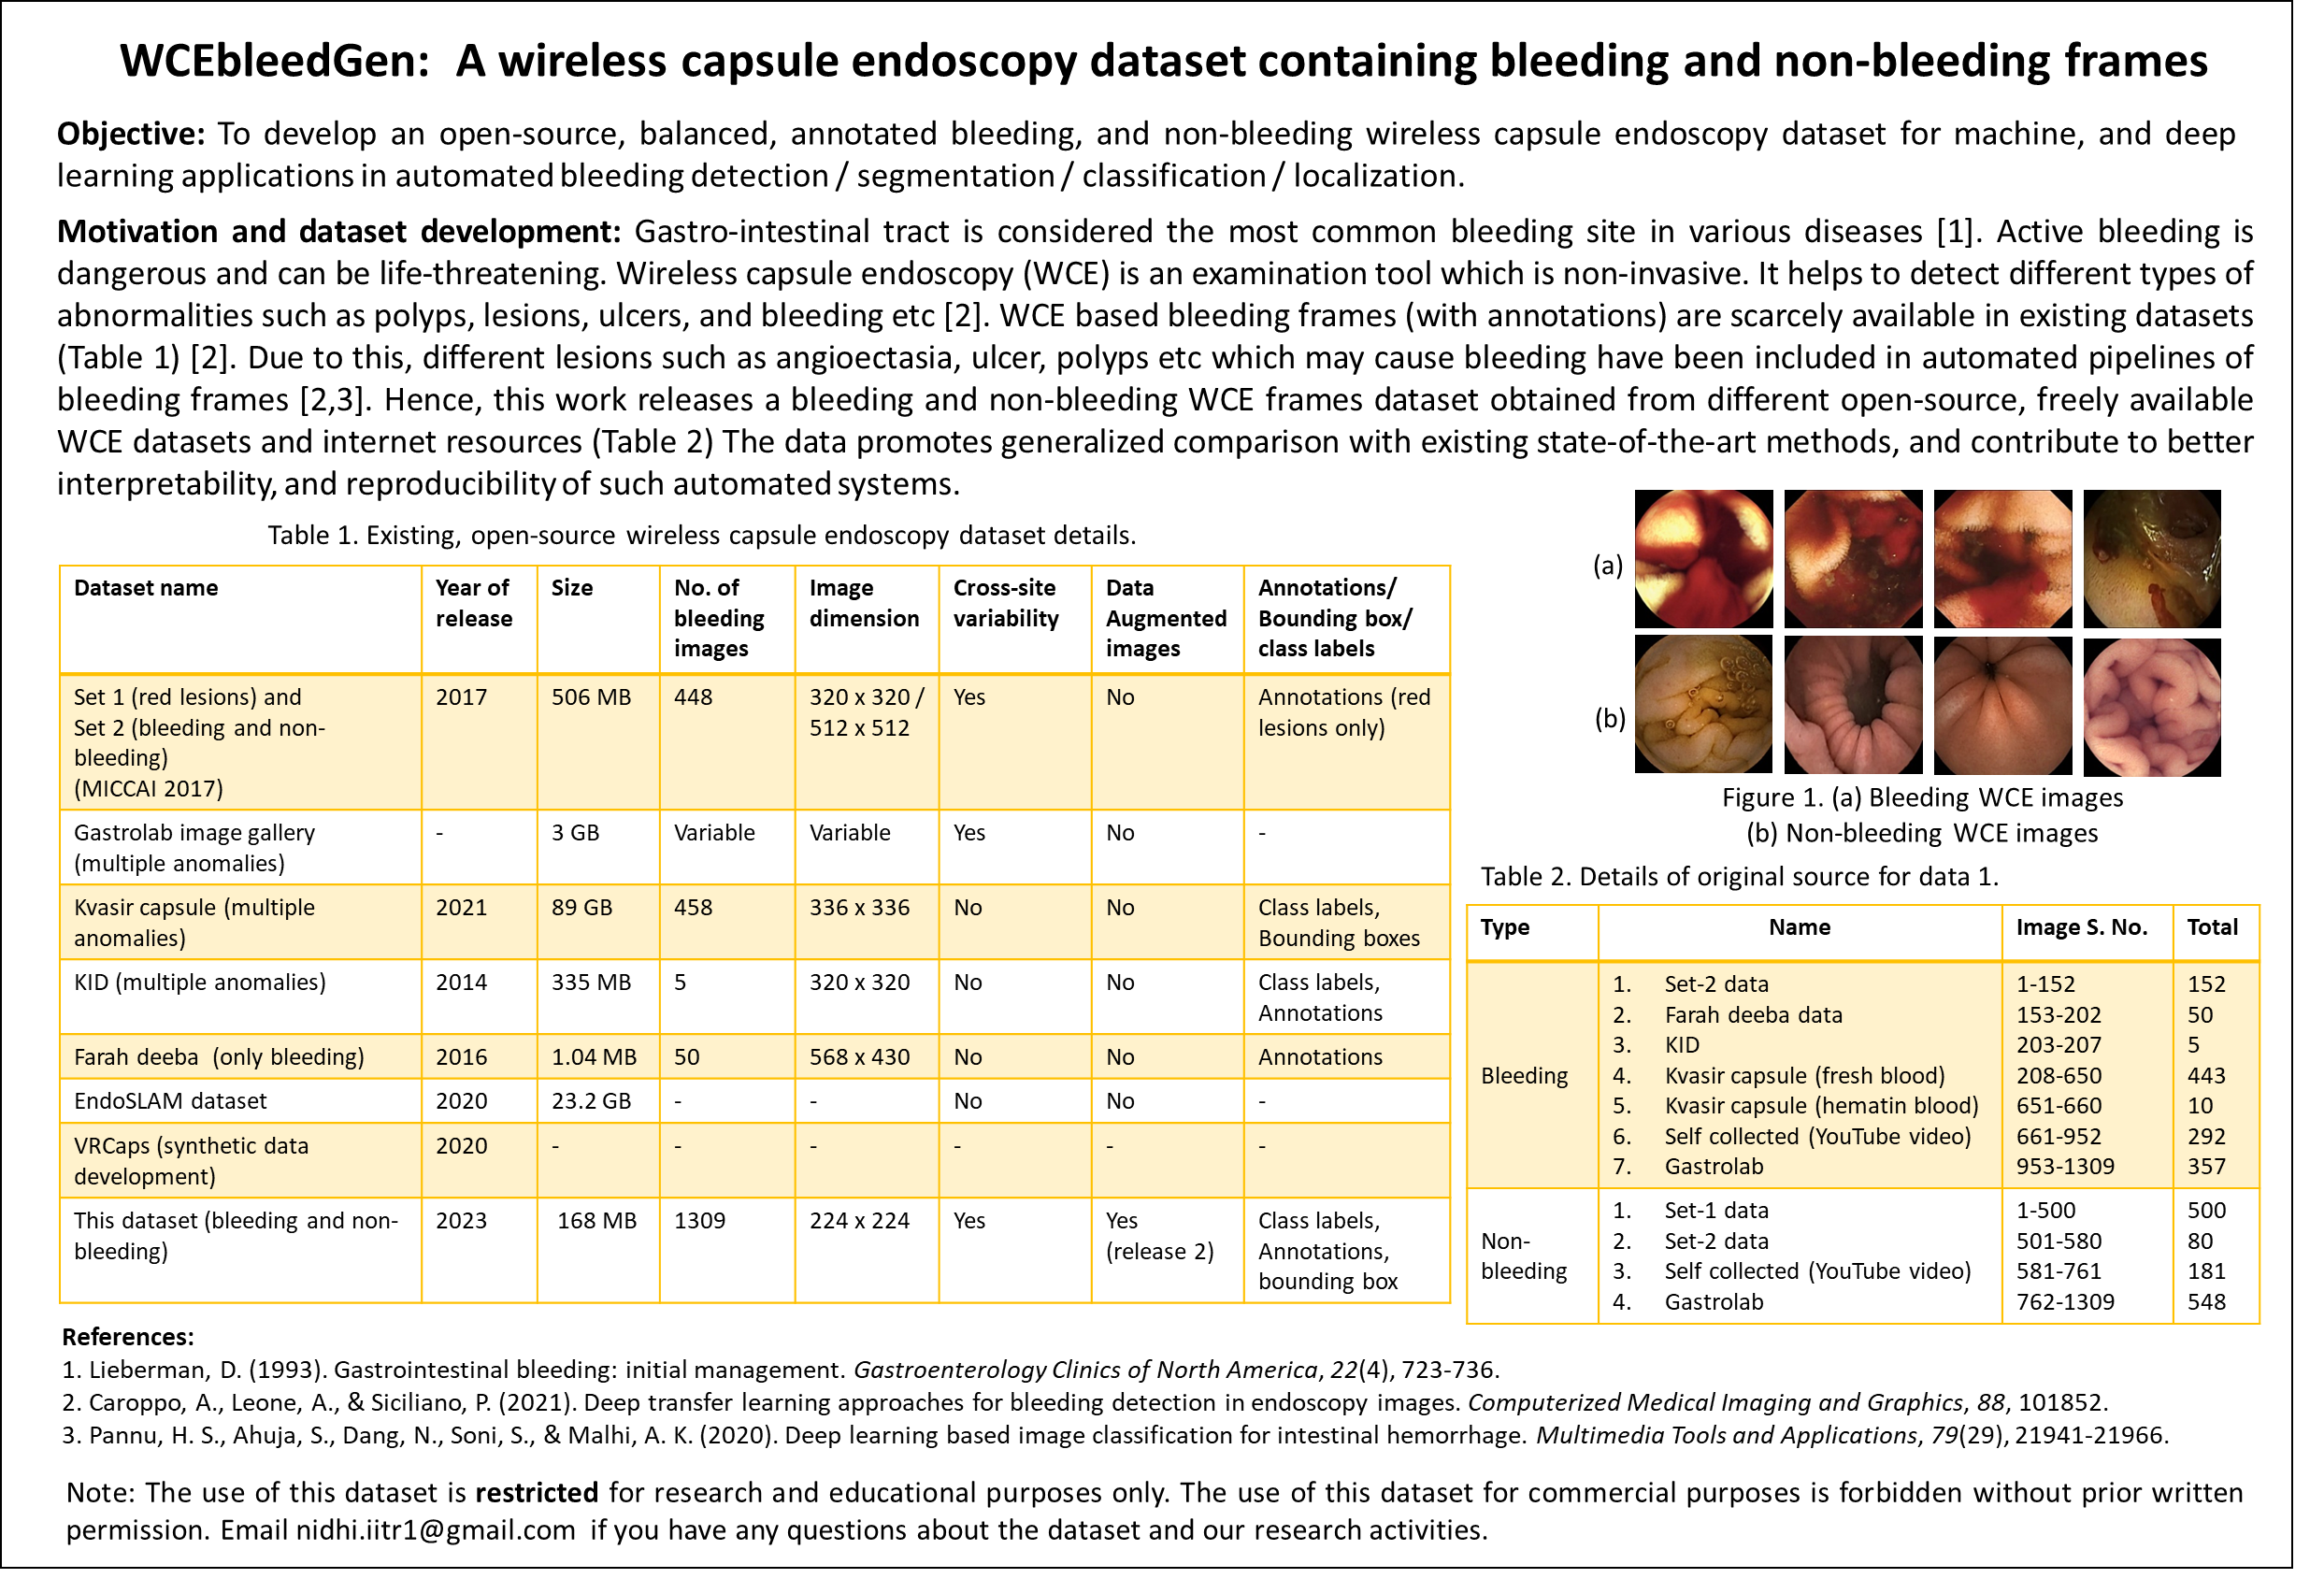 WCEbleedGen: A wireless capsule endoscopy dataset containing bleeding and non-bleeding frames
Objective: To develop an open-source, balanced, annotated bleeding, and non-bleeding wireless capsule endoscopy dataset for machine, and deep
learning applications in automated bleeding detection / segmentation / classification / localization.
Motivation and dataset development: Gastro-intestinal tract is considered the most common bleeding site in various diseases [1]. Active bleeding is
dangerous and can be life-threatening. Wireless capsule endoscopy (WCE) is an examination tool which is non-invasive. It helps to detect different types of
abnormalities such as polyps, lesions, ulcers, and bleeding etc [2]. WCE based bleeding frames (with annotations) are scarcely available in existing datasets
(Table 1) [2]. Due to this, different lesions such as angioectasia, ulcer, polyps etc which may cause bleeding have been included in automated pipelines of
bleeding frames [2,3]. Hence, this work releases a bleeding and non-bleeding WCE frames dataset obtained from different open-source, freely available
WCE datasets and internet resources (Table 2) The data promotes generalized comparison with existing state-of-the-art methods, and contribute to better
interpretability, and reproducibility of such automated systems.
Table 1. Existing, open-source wireless capsule endoscopy dataset details.
Dataset name Year of release Size No. of bleeding images Image dimension Cross-site variability Data Augmented images Annotations/ Bounding box/ class labels
Set 1 (red lesions) and Set 2 (bleeding and non-bleeding) (MICCAI 2017) 2017 506 MB 448 320 x 320 / 512 x 512 Yes No Annotations (red lesions only)
Gastrolab image gallery (multiple anomalies) - 3 GB Variable Variable Yes No -
Kvasir capsule (multiple anomalies) 2021 89 GB 458 336 x 336 No No Class labels, Bounding boxes
KID (multiple anomalies) 2014 335 MB 5 320 x 320 No No Class labels, Annotations
Farah deeba (only bleeding) 2016 1.04 MB 50 568 x 430 No No Annotations
EndoSLAM dataset 2020 23.2 GB - - No No -
VRCaps (synthetic data development) 2020 - - - - - -
This dataset (bleeding and non-bleeding) 2023 168 MB 1309 224 x 224 Yes Yes (release 2) Class labels, Annotations, bounding box
(a)
(b)
Figure 1. (a) Bleeding WCE images
(b) Non-bleeding WCE images
Table 2. Details of original source for data 1.
Type Name Image S. No. Total
Bleeding
1. Set-2 data 1-152 152
2. Farah deeba data 153-202 50
3. KID 203-207 5
4. Kvasir capsule (fresh blood) 208-650 443
5. Kvasir capsule (hematin blood) 651-660 10
6. Self collected (YouTube video) 661-952 292
7. Gastrolab 953-1309 357
Non-
bleeding
1. Set-1 data 1-500 500
2. Set-2 data 501-580 80
3. Self collected (YouTube video) 581-761 181
4. Gastrolab 762-1309 548
References:
1. Lieberman, D. (1993). Gastrointestinal bleeding: initial management. Gastroenterology Clinics of North America, 22(4), 723-736.
2. Caroppo, A., Leone, A., & Siciliano, P. (2021). Deep transfer learning approaches for bleeding detection in endoscopy images. Computerized Medical Imaging and Graphics, 88, 101852.
3. Pannu, H. S., Ahuja, S., Dang, N., Soni, S., & Malhi, A. K. (2020). Deep learning based image classification for intestinal hemorrhage. Multimedia Tools and Applications, 79(29), 21941-21966.
Note: The use of this dataset is restricted for research and educational purposes only. The use of this dataset for commercial purposes is forbidden without prior written
permission. Email nidhi.iitr1@gmail.com if you have any questions about the dataset and our research activities.